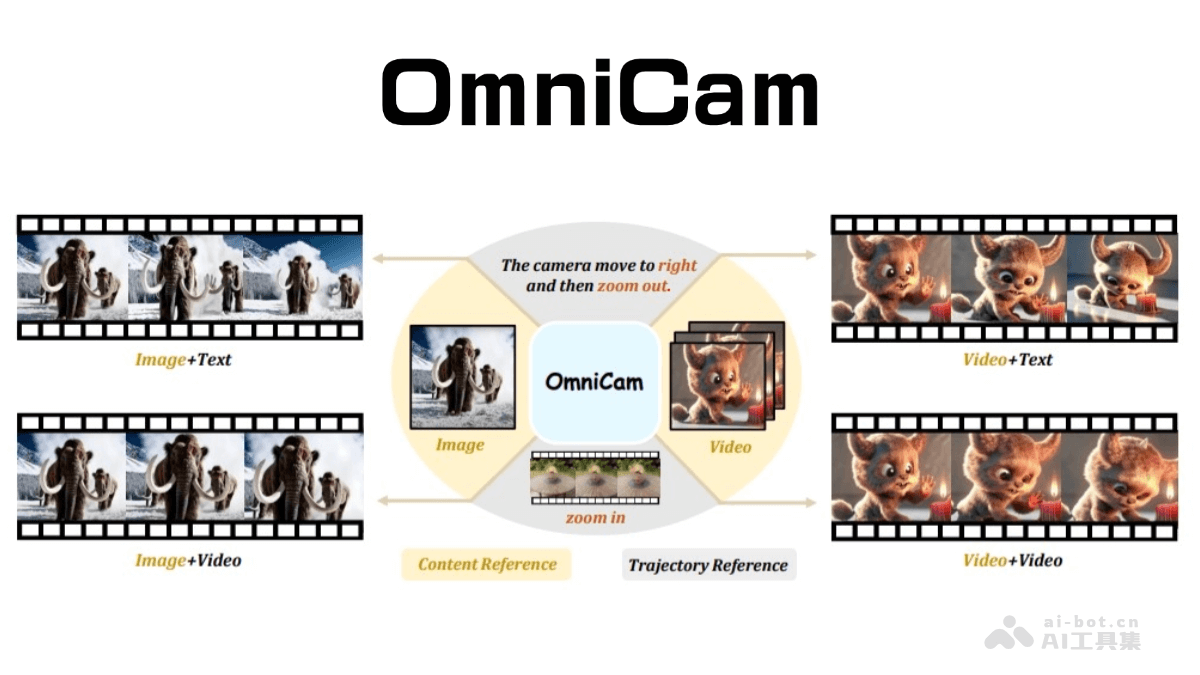 OmniCam
The camera move to right
and then zoom out.
Image+Text
Video+Text
OmniCam
Image
Video
zoom in
Image+Video
Video+Video
Content Reference
Trajectory Reference
ai-bot.cn
AI工具集